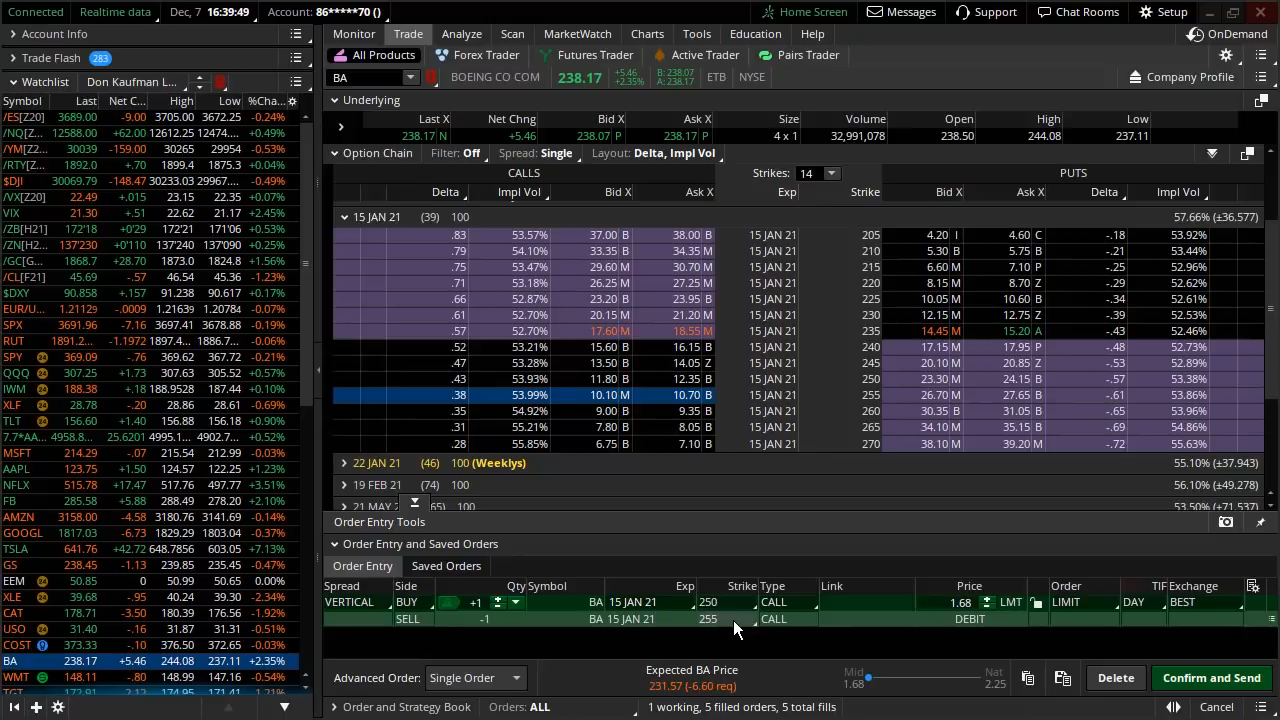 Connected Realtime data Dec, 7 16:39:49 Account: 86*****70 () Home Screen Messages Support Chat Rooms Setup
Account Info
Trade Flash 283
Watchlist Don Kaufman L...
Symbol Last Net C... High Low %Cha...
/ES[Z20] 3689.00 -9.00 3705.00 3672.25 -0.24%
/NQ[Z... 12588.00 +62.00 12612.25 12474.... +0.49%
/YM[Z2... 30039 -159.00 30265 29954 -0.53%
/RTY[Z... 1892.0 +.70 1899.4 1875.3 +0.04%
$DJI 30069.79 -148.47 30233.03 29967... -0.49%
/VX[Z20] 22.49 +.015 23.15 22.35 +0.07%
VIX 21.30 +.51 22.62 21.17 +2.45%
/ZB[H21] 172'18 +0'29 172'21 171'06 +0.53%
/ZN[H2... 137'230 +0'110 137'245 137'090 +0.25%
/GC[G... 1868.7 +28.70 1873.0 1824.8 +1.56%
/CL[F21] 45.69 -.57 46.54 45.36 -1.23%
$DXY 90.858 +.157 91.238 90.617 +0.17%
EUR/U... 1.21129 -.0009 1.21639 1.20784 -0.07%
SPX 3691.96 -7.16 3697.41 3678.88 -0.19%
RUT 1891.2... -1.1972 1897.4... 1886.7... -0.06%
SPY 24 369.09 -.76 369.62 367.72 -0.21%
QQQ 24 307.25 +1.73 307.63 305.52 +0.57%
IWM 24 188.38 +.18 188.9528 187.44 +0.10%
XLF 24 28.78 -.20 28.86 28.61 -0.69%
TLT 24 156.60 +1.40 156.88 156.18 +0.90%
7.7*AA... 4958.8... 25.6201 4995.1... 4902.7... +0.52%
MSFT 214.29 -.07 215.54 212.99 -0.03%
AAPL 123.75 +1.50 124.57 122.25 +1.23%
NFLX 515.78 +17.47 517.76 497.77 +3.51%
FB 285.58 +5.88 288.49 278.20 +2.10%
AMZN 3158.00 -4.58 3180.76 3141.69 -0.14%
GOOGL 1817.03 -6.73 1829.29 1803.04 -0.37%
TSLA 641.76 +42.72 648.7856 603.05 +7.13%
GS 238.45 -1.13 239.85 235.45 -0.47%
EEM 24 50.85 0 50.99 50.65 0.00%
XLE 24 39.68 -.95 40.24 39.30 -2.34%
CAT 180.43 -3.50 180.39 176.56 -1.92%
USO 24 31.40 -.16 31.87 31.31 -0.51%
COST 373.33 -.10 376.50 372.65 -0.03%
BA 238.17 +5.46 244.08 237.11 +2.35%
WMT 148.11 -.80 148.99 147.16 -0.54%
TGT 172.91 -2.12 174.95 171.41 -1.21%
Monitor Trade Analyze Scan MarketWatch Charts Tools Education Help OnDemand
All Products Forex Trader Futures Trader Active Trader Pairs Trader
BA BOEING CO COM 238.17 +5.46 +2.35% B: 238.07 A: 238.17 ETB NYSE Company Profile
Underlying
Last X Net Chng Bid X Ask X Size Volume Open High Low
238.17 N +5.46 238.07 P 238.17 P 4 x 1 32,991,078 238.50 244.08 237.11
Option Chain Filter: Off Spread: Single Layout: Delta, Impl Vol
CALLS Strikes: 14 PUTS
Delta Impl Vol Bid X Ask X Exp Strike Bid X Ask X Delta Impl Vol
15 JAN 21 (39) 100 57.66% (±36.577)
.83 53.57% 37.00 B 38.00 B 15 JAN 21 205 4.20 I 4.60 C -.18 53.92%
.79 54.10% 33.35 B 34.35 M 15 JAN 21 210 5.30 B 5.75 B -.21 53.44%
.75 53.47% 29.60 M 30.70 M 15 JAN 21 215 6.60 M 7.10 P -.25 52.96%
.71 53.18% 26.25 M 27.25 M 15 JAN 21 220 8.15 M 8.70 Z -.29 52.62%
.66 52.87% 23.20 B 23.95 B 15 JAN 21 225 10.05 M 10.60 B -.34 52.61%
.61 52.70% 20.15 M 21.20 M 15 JAN 21 230 12.15 M 12.75 Z -.39 52.53%
.57 52.70% 17.60 M 18.55 M 15 JAN 21 235 14.45 M 15.20 A -.43 52.46%
.52 53.21% 15.60 M 16.15 B 15 JAN 21 240 17.15 M 17.95 P -.48 52.73%
.47 53.28% 13.50 B 14.05 Z 15 JAN 21 245 20.10 M 20.85 Z -.53 52.89%
.43 53.93% 11.80 B 12.35 B 15 JAN 21 250 23.30 M 24.15 B -.57 53.38%
.38 53.99% 10.10 M 10.70 B 15 JAN 21 255 26.70 M 27.65 B -.61 53.86%
.35 54.92% 9.00 B 9.35 B 15 JAN 21 260 30.35 B 31.05 B -.65 53.96%
.31 55.21% 7.80 B 8.05 B 15 JAN 21 265 34.10 M 35.15 B -.69 54.86%
.28 55.85% 6.75 B 7.10 B 15 JAN 21 270 38.10 M 39.20 M -.72 55.63%
22 JAN 21 (46) 100 (Weeklys) 55.10% (±37.943)
19 FEB 21 (74) 100 56.10% (±49.278)
21 MAY 2 65) 100 53.50% (±71.537)
Order Entry Tools
Order Entry and Saved Orders
Order Entry Saved Orders
Spread Side Qty Symbol Exp Strike Type Link Price Order TIF Exchange
VERTICAL BUY +1 BA 15 JAN 21 250 CALL 1.68 LMT LIMIT DAY BEST
SELL -1 BA 15 JAN 21 255 CALL DEBIT
Advanced Order: Single Order Expected BA Price 231.57 (-6.60 req) Mid 1.68 Nat 2.25 Delete Confirm and Send
Order and Strategy Book Orders: ALL 1 working, 5 filled orders, 5 total fills Cancel